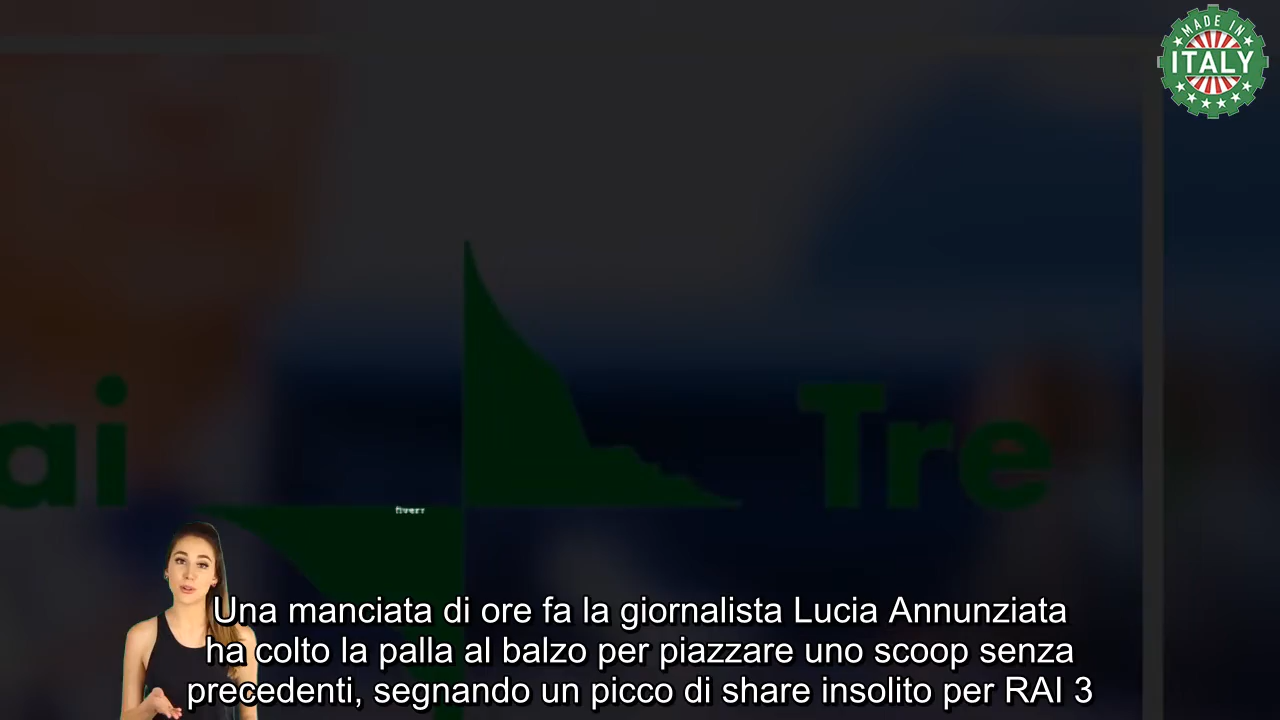 MADE IN
ITALY
ai
Tre
fiverr
Una manciata di ore fa la giornalista Lucia Annunziata
ha colto la palla al balzo per piazzare uno scoop senza
precedenti, segnando un picco di share insolito per RAI 3